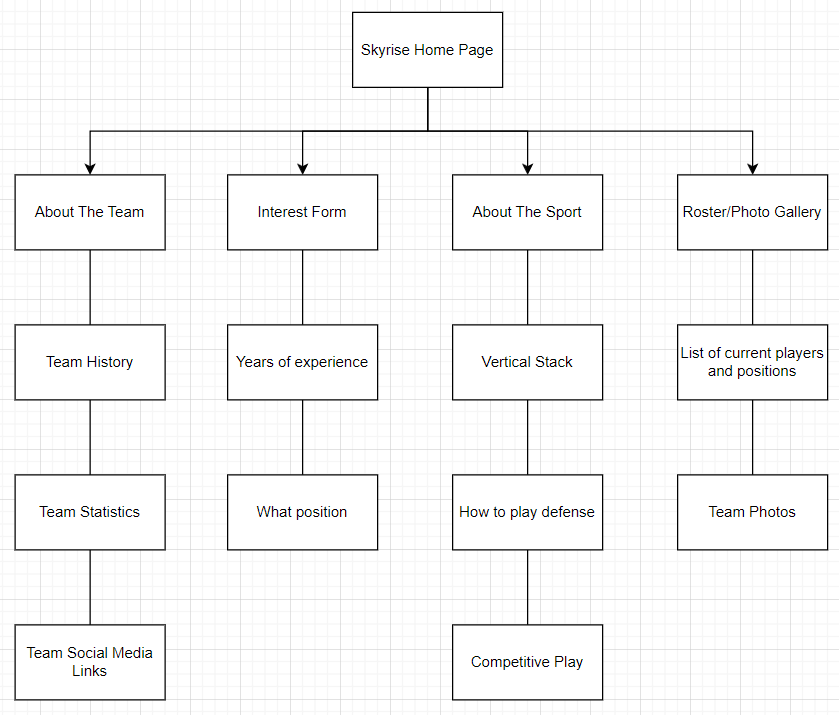 Skyrise Home Page
About The Team
Interest Form
About The Sport
Roster/Photo Gallery
Team History
Years of experience
Vertical Stack
List of current players
and positions
Team Statistics
What position
How to play defense
Team Photos
Team Social Media
Links
Competitive Play